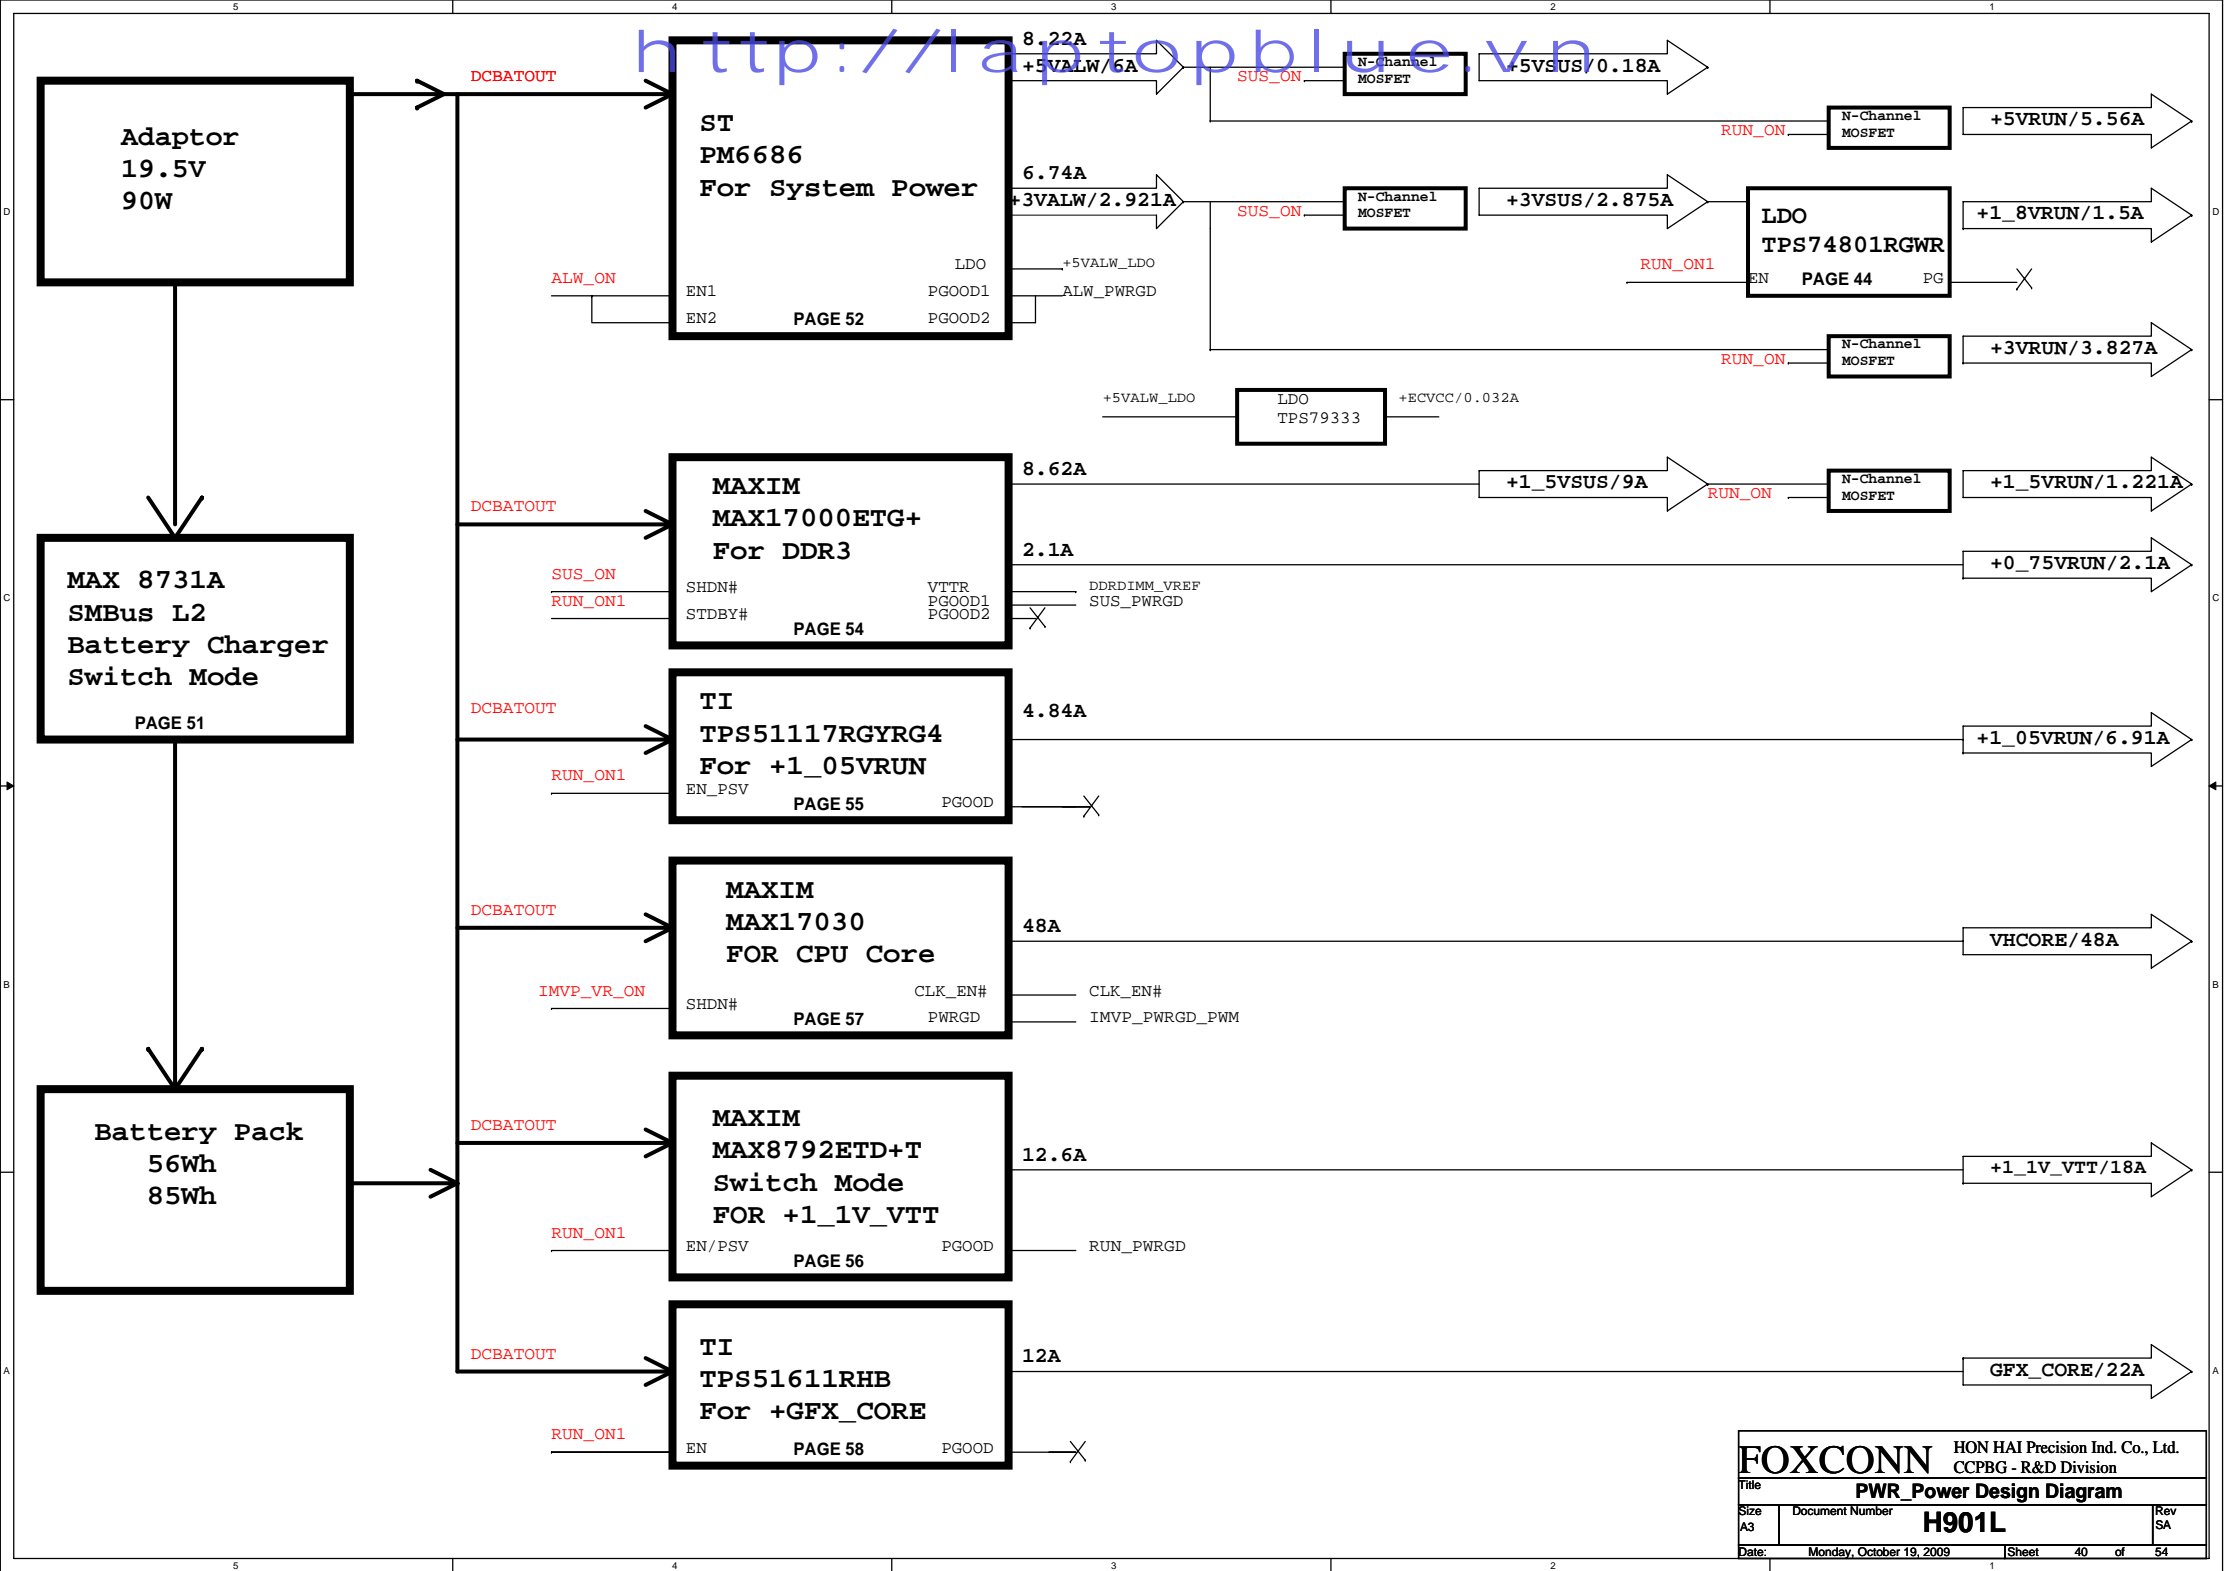 5
4
3
2
1
http://laptopblue.vn
Adaptor
19.5V
90W
DCBATOUT
ST
PM6686
For System Power
ALW_ON
EN1
EN2
LDO
PGOOD1
PGOOD2
PAGE 52
+5VALW_LDO
ALW_PWRGD
8.22A
+5VALW/6A
SUS_ON
N-Channel
MOSFET
+5VSUS/0.18A
RUN_ON
N-Channel
MOSFET
+5VRUN/5.56A
6.74A
+3VALW/2.921A
SUS_ON
N-Channel
MOSFET
+3VSUS/2.875A
LDO
TPS74801RGWR
RUN_ON1
EN
PAGE 44
PG
+1_8VRUN/1.5A
RUN_ON
N-Channel
MOSFET
+3VRUN/3.827A
D
D
+5VALW_LDO
LDO
TPS79333
+ECVCC/0.032A
DCBATOUT
MAXIM
MAX17000ETG+
For DDR3
SUS_ON
SHDN#
RUN_ON1
STDBY#
VTTR
PGOOD1
PGOOD2
PAGE 54
DDRDIMM_VREF
SUS_PWRGD
8.62A
+1_5VSUS/9A
RUN_ON
N-Channel
MOSFET
+1_5VRUN/1.221A
2.1A
+0_75VRUN/2.1A
C
C
MAX 8731A
SMBus L2
Battery Charger
Switch Mode
PAGE 51
DCBATOUT
TI
TPS51117RGYRG4
For +1_05VRUN
RUN_ON1
EN_PSV
PAGE 55
PGOOD
4.84A
+1_05VRUN/6.91A
DCBATOUT
MAXIM
MAX17030
FOR CPU Core
IMVP_VR_ON
SHDN#
PAGE 57
CLK_EN#
PWRGD
CLK_EN#
IMVP_PWRGD_PWM
48A
VHCORE/48A
B
B
Battery Pack
56Wh
85Wh
DCBATOUT
MAXIM
MAX8792ETD+T
Switch Mode
FOR +1_1V_VTT
RUN_ON1
EN/PSV
PAGE 56
PGOOD
RUN_PWRGD
12.6A
+1_1V_VTT/18A
DCBATOUT
TI
TPS51611RHB
For +GFX_CORE
RUN_ON1
EN
PAGE 58
PGOOD
12A
GFX_CORE/22A
A
A
FOXCONN
HON HAI Precision Ind. Co., Ltd.
CCPBG - R&D Division
Title
PWR_Power Design Diagram
Size
A3
Document Number
H901L
Rev
SA
Date: Monday, October 19, 2009
Sheet 40 of 54
5
4
3
2
1